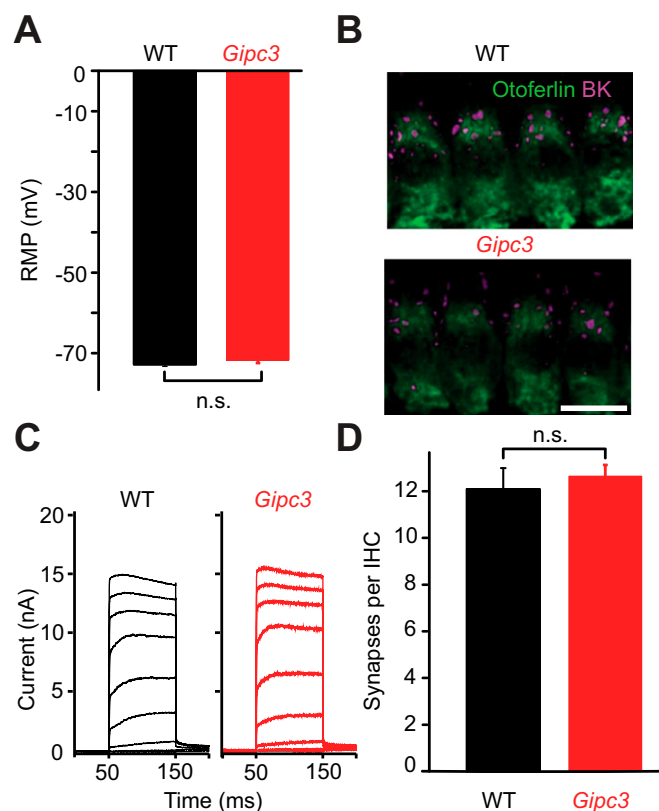 A
WT
Gipc3
0
-10
-30
-50
-70
RMP (mV)
n.s.
B
WT
Otoferlin BK
Gipc3
C
WT
Gipc3
20
15
10
5
0
Current (nA)
50
150
50
150
Time (ms)
D
n.s.
12
10
8
6
4
2
0
Synapses per IHC
WT
Gipc3